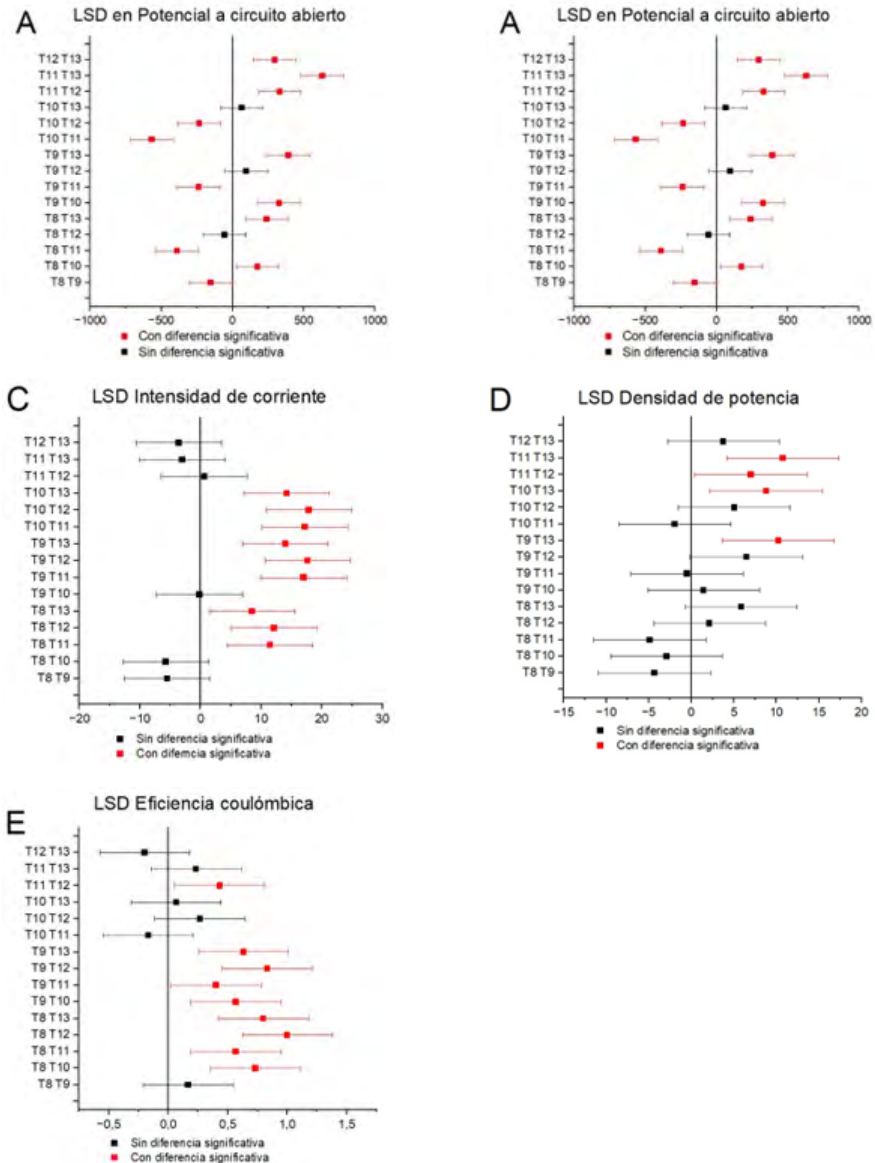 A
LSD en Potencial a circuito abierto
T12 T13
T11 T13
T11 T12
T10 T13
T10 T12
T10 T11
T9 T13
T9 T12
T9 T11
T9 T10
T8 T13
T8 T12
T8 T11
T8 T10
T8 T9
−1000 −500 0 500 1000
Con diferencia significativa
Sin diferencia significativa
A
LSD en Potencial a circuito abierto
T12 T13
T11 T13
T11 T12
T10 T13
T10 T12
T10 T11
T9 T13
T9 T12
T9 T11
T9 T10
T8 T13
T8 T12
T8 T11
T8 T10
T8 T9
−1000 −500 0 500 1000
Con diferencia significativa
Sin diferencia significativa
C
LSD Intensidad de corriente
T12 T13
T11 T13
T11 T12
T10 T13
T10 T12
T10 T11
T9 T13
T9 T12
T9 T11
T9 T10
T8 T13
T8 T12
T8 T11
T8 T10
T8 T9
−20 −10 0 10 20 30
Sin diferencia significativa
Con difemcia significativa
D
LSD Densidad de potencia
T12 T13
T11 T13
T11 T12
T10 T13
T10 T12
T10 T11
T9 T13
T9 T12
T9 T11
T9 T10
T8 T13
T8 T12
T8 T11
T8 T10
T8 T9
−15 −10 −5 0 5 10 15 20
Sin diferencia significativa
Con diferencia significativa
E
LSD Eficiencia coulómbica
T12 T13
T11 T13
T11 T12
T10 T13
T10 T12
T10 T11
T9 T13
T9 T12
T9 T11
T9 T10
T8 T13
T8 T12
T8 T11
T8 T10
T8 T9
−0,5 0,0 0,5 1,0 1,5
Sin diferencia significativa
Con diferencia significativa